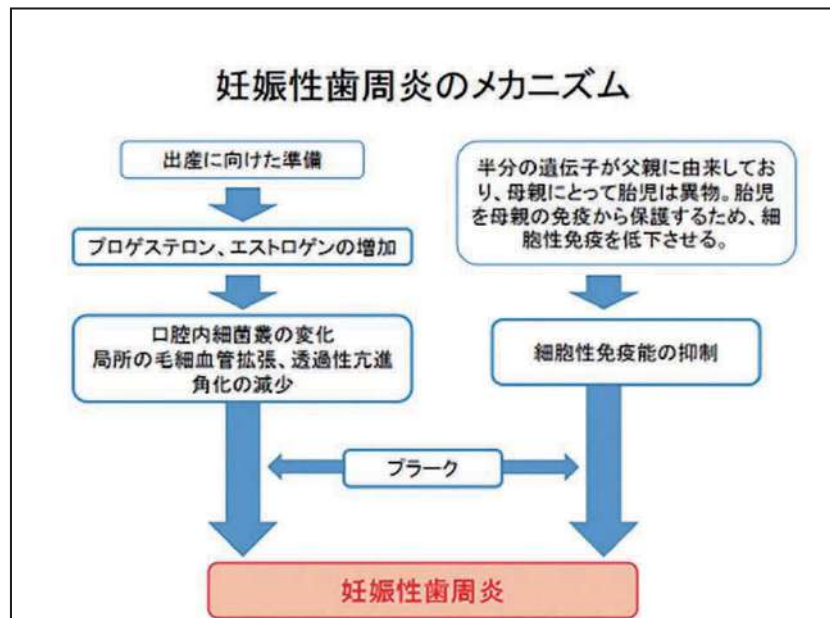 妊娠性歯周炎のメカニズム
出産に向けた準備
プロゲステロン、エストロゲンの増加
口腔内細菌叢の変化
局所の毛細血管拡張、透過性亢進
角化の減少
半分の遺伝子が父親に由来してお
り、母親にとって胎児は異物。胎児
を母親の免疫から保護するため、細
胞性免疫を低下させる。
細胞性免疫能の抑制
プラーク
妊娠性歯周炎